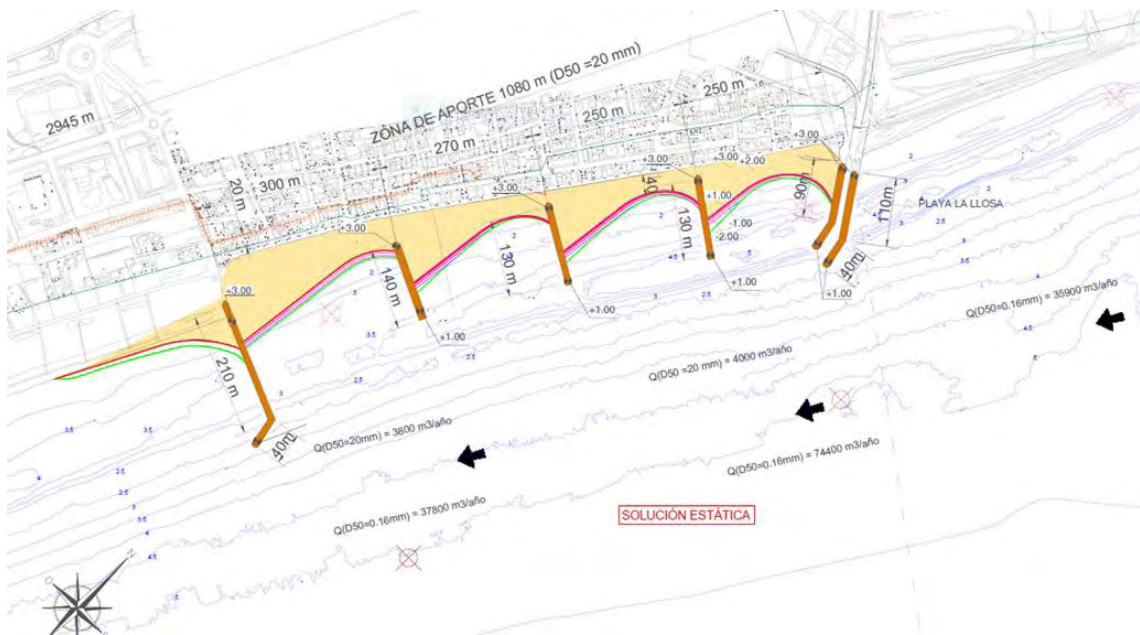 2945 m
ZONA DE APORTE 1080 m (D50 =20 mm)
250 m
250 m
270 m
300 m
20 m
+3.00
+3.00
+3.00
+3.00
+3.00
+2.00
+3.00
40
+1.00
-1.00
-2.00
90m
110m
PLAYA LA LLOSA
130 m
130 m
140 m
210 m
40m
40m
+1.00
+1.00
+1.00
+1.00
Q(D50=0.16mm) = 35900 m3/año
Q(D50 =20 mm) = 4000 m3/año
Q(D50=20mm) = 3800 m3/año
Q(D50=0.16mm) = 74400 m3/año
Q(D50=0.16mm) = 37800 m3/año
SOLUCIÓN ESTÁTICA